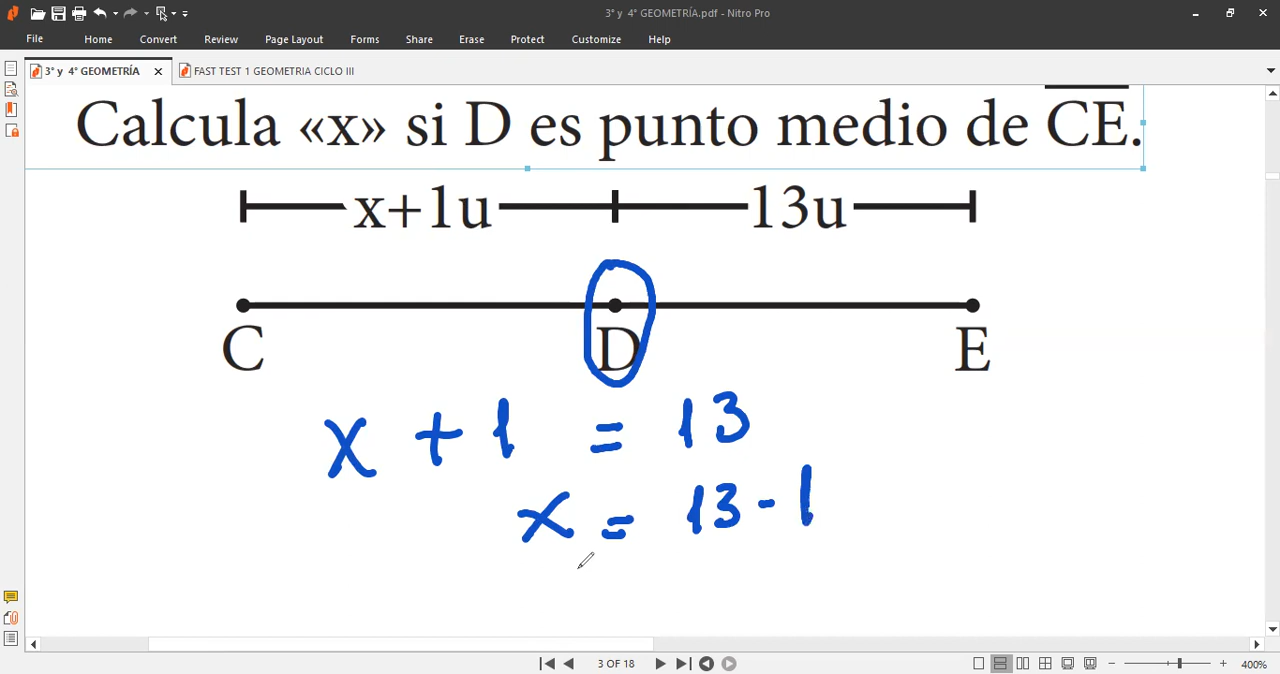 3° y 4° GEOMETRÍA.pdf - Nitro Pro
File Home Convert Review Page Layout Forms Share Erase Protect Customize Help
3° y 4° GEOMETRÍA FAST TEST 1 GEOMETRIA CICLO III
Calcula «x» si D es punto medio de CE.
x+1u 13u
C D E
x + 1 = 13
x = 13 - 1
3 OF 18 400%